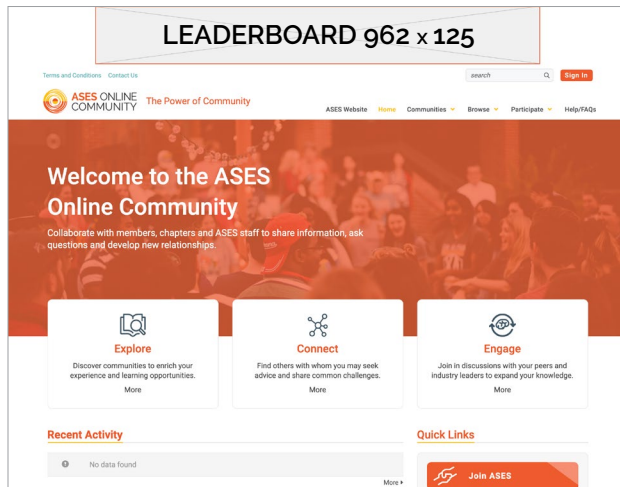 LEADERBOARD 962 x 125
Terms and Conditions Contact Us
search
Sign In
ASES ONLINE
COMMUNITY
The Power of Community
ASES Website Home Communities Browse Participate Help/FAQs
Welcome to the ASES
Online Community
Collaborate with members, chapters and ASES staff to share information, ask
questions and develop new relationships.
Explore
Discover communities to enrich your
experience and learning opportunities.
More
Connect
Find others with whom you may seek
advice and share common challenges.
More
Engage
Join in discussions with your peers and
industry leaders to expand your knowledge.
More
Recent Activity
No data found
More
Quick Links
Join ASES